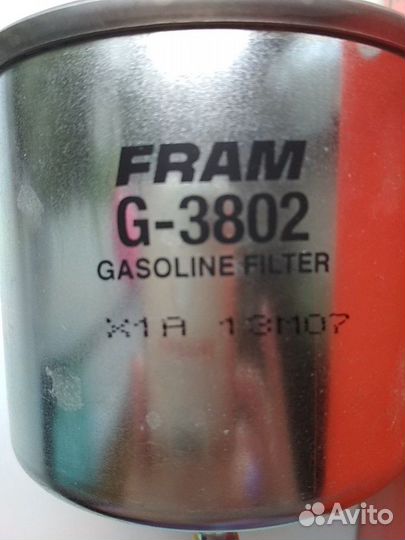 FRAM
G-3802
GASOLINE FILTER
X1A 13M07
Avito